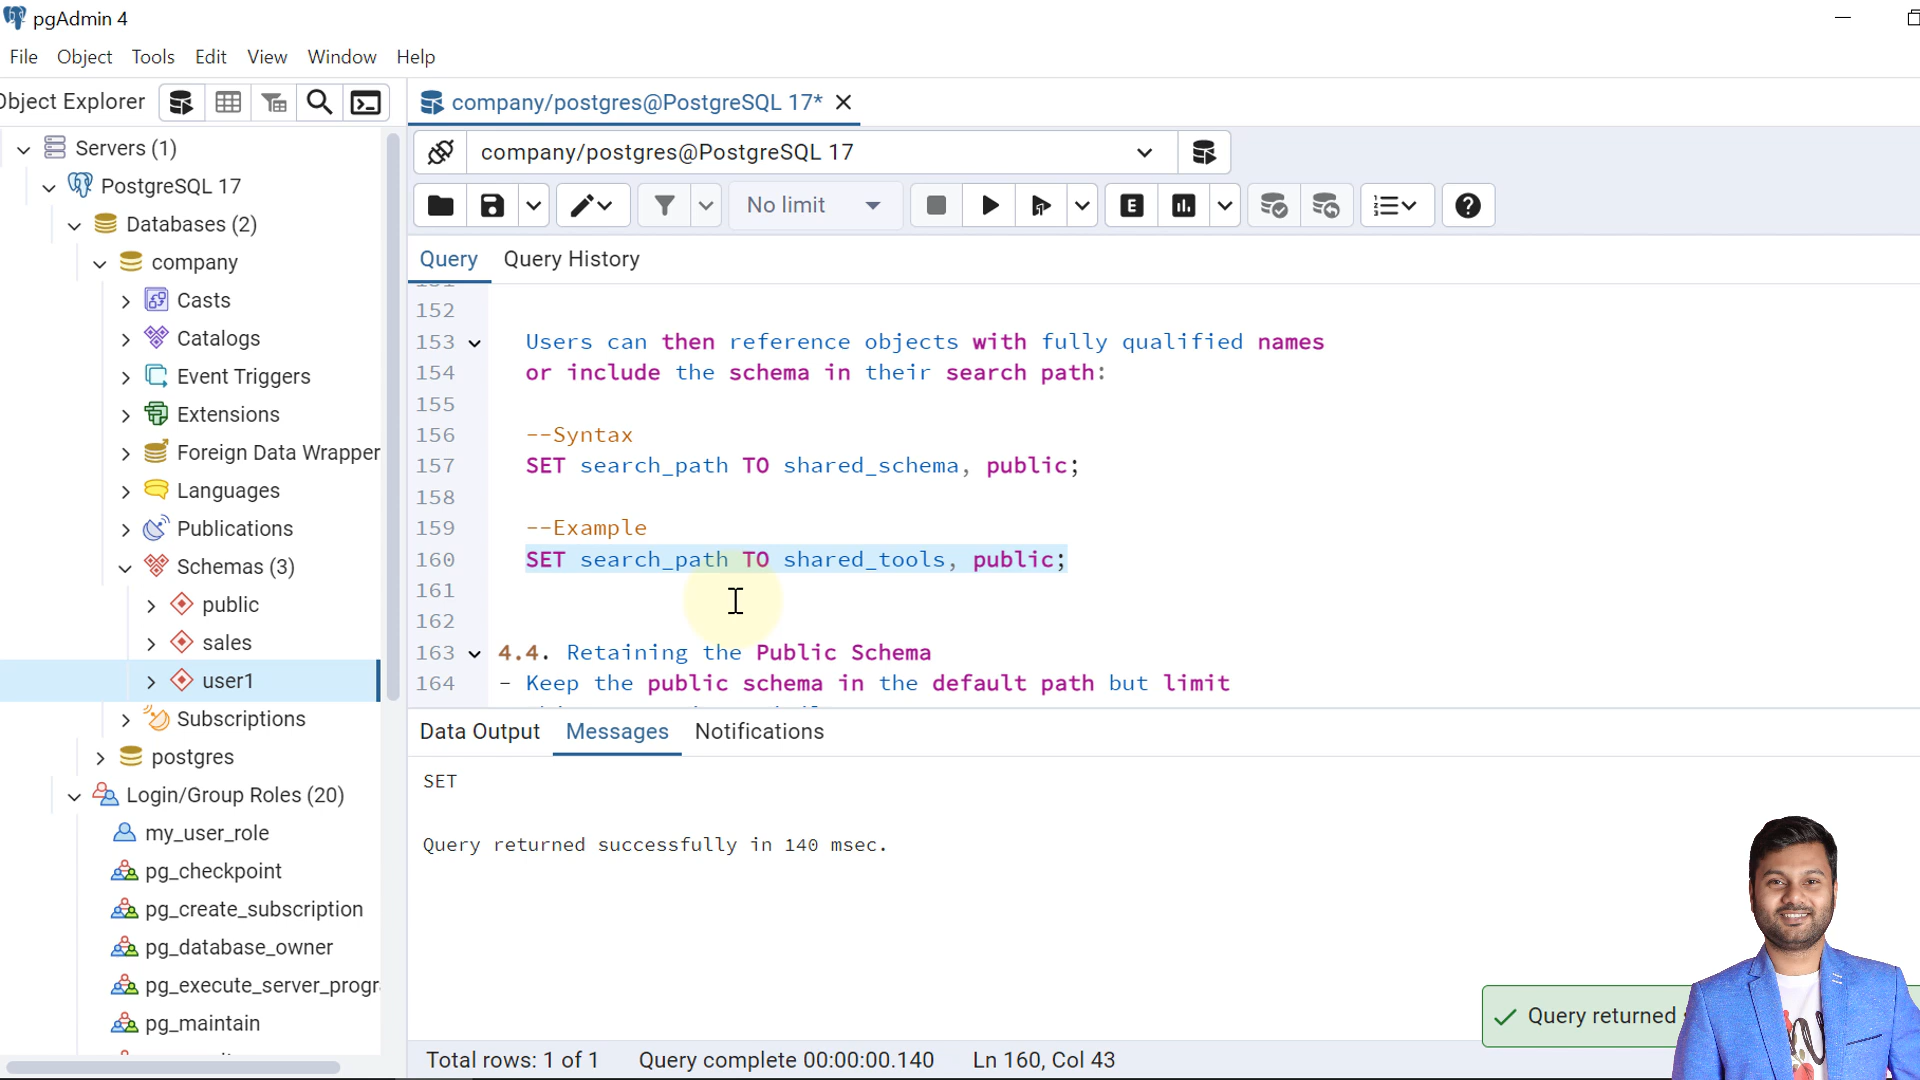 pgAdmin 4
File Object Tools Edit View Window Help
Object Explorer
company/postgres@PostgreSQL 17*
Servers (1)
company/postgres@PostgreSQL 17
PostgreSQL 17
No limit
E
Databases (2)
Query Query History
company
Casts
Catalogs
Event Triggers
Extensions
Foreign Data Wrapper
Languages
Publications
Schemas (3)
public
sales
user1
Subscriptions
postgres
Login/Group Roles (20)
my_user_role
pg_checkpoint
pg_create_subscription
pg_database_owner
pg_execute_server_progr
pg_maintain
152
153 Users can then reference objects with fully qualified names
154 or include the schema in their search path:
155
156 --Syntax
157 SET search_path TO shared_schema, public;
158
159 --Example
160 SET search_path TO shared_tools, public;
161
162
163 4.4. Retaining the Public Schema
164 - Keep the public schema in the default path but limit
Data Output Messages Notifications
SET
Query returned successfully in 140 msec.
Query returned
Total rows: 1 of 1 Query complete 00:00:00.140 Ln 160, Col 43